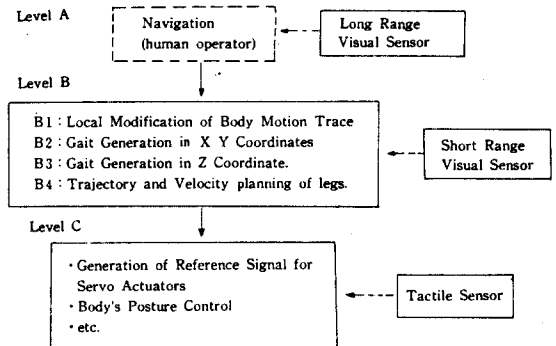 Level A
Navigation
(human operator)
Long Range
Visual Sensor
Level B
B1：Local Modification of Body Motion Trace
B2：Gait Generation in X Y Coordinates
B3：Gait Generation in Z Coordinate.
B4：Trajectory and Velocity planning of legs.
Short Range
Visual Sensor
Level C
・Generation of Reference Signal for
Servo Actuators
・Body's Posture Control
・etc.
Tactile Sensor